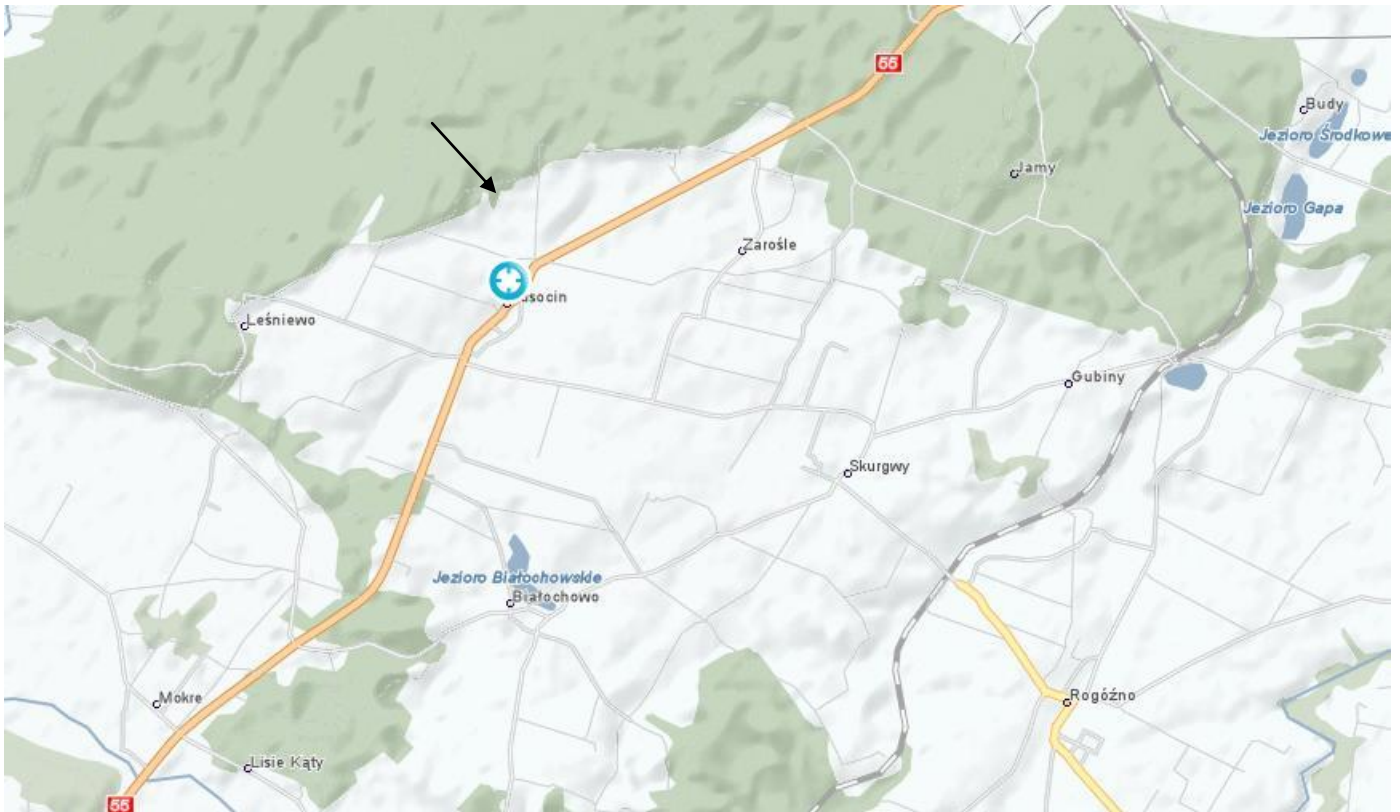 55
Budy
Jezioro Środkowe
Jamy
Jezioro Gapa
Zarośle
usocin
Leśniewo
Gubiny
Skurgwy
Jezioro Białochowskie
Białochowo
Rogóźno
Mokre
Lisie Kąty
55